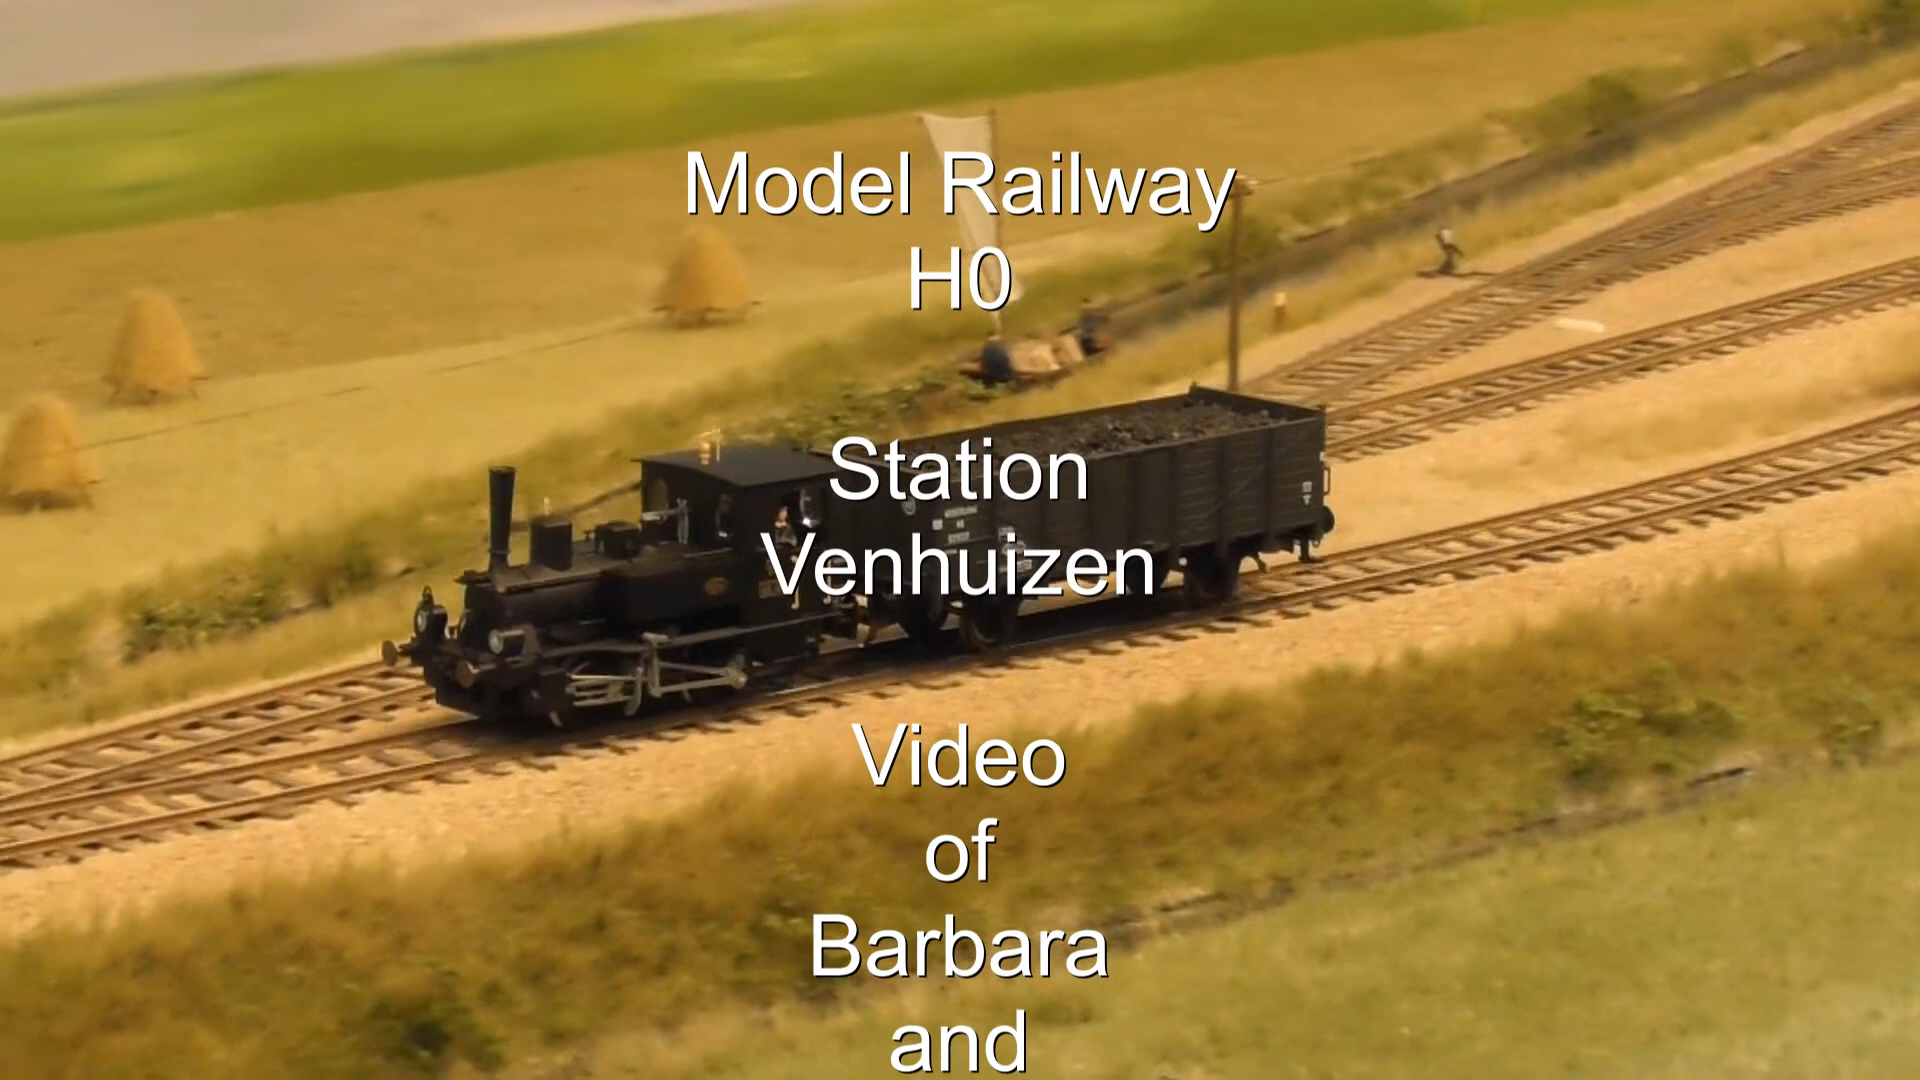 Model Railway
H0
Station
Venhuizen
Video
of
Barbara
and